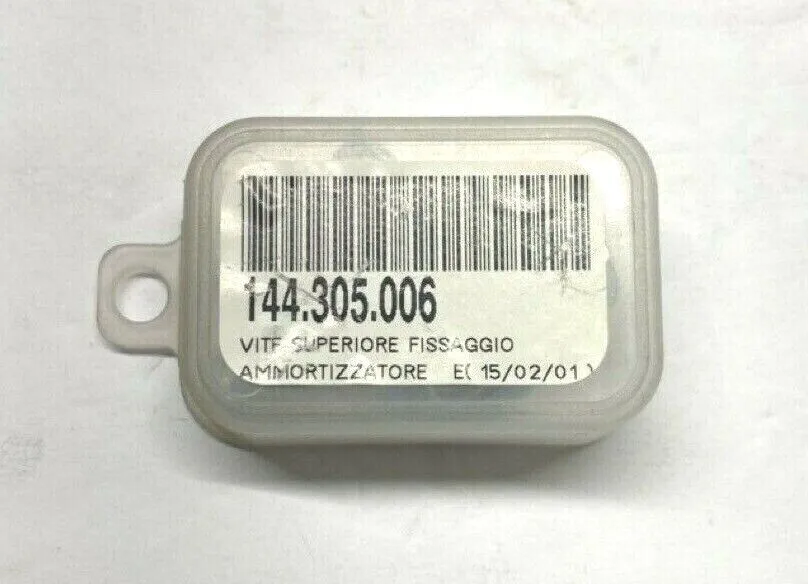 144.305.006
VITE SUPERIORE FISSAGGIO
AMMORTIZZATORE E( 15/02/01 )